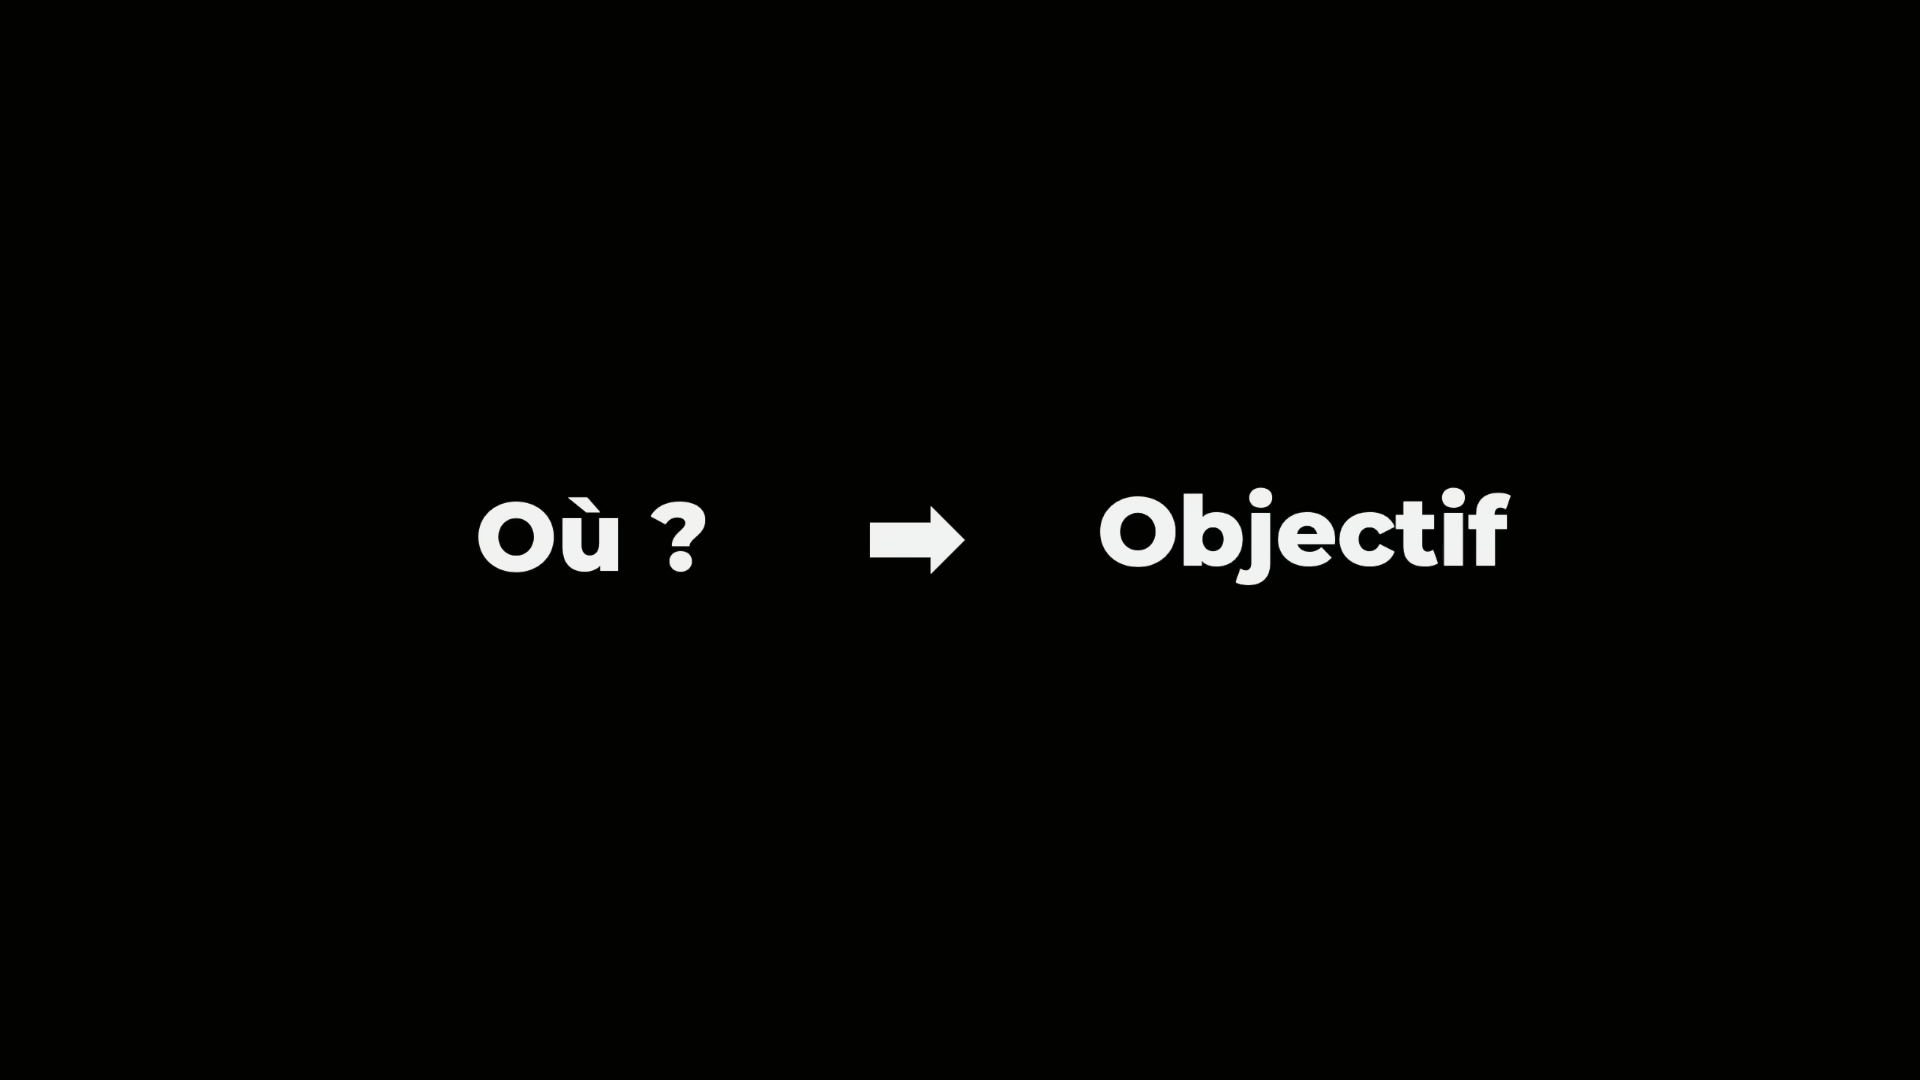 Où ? ➡ Objectif